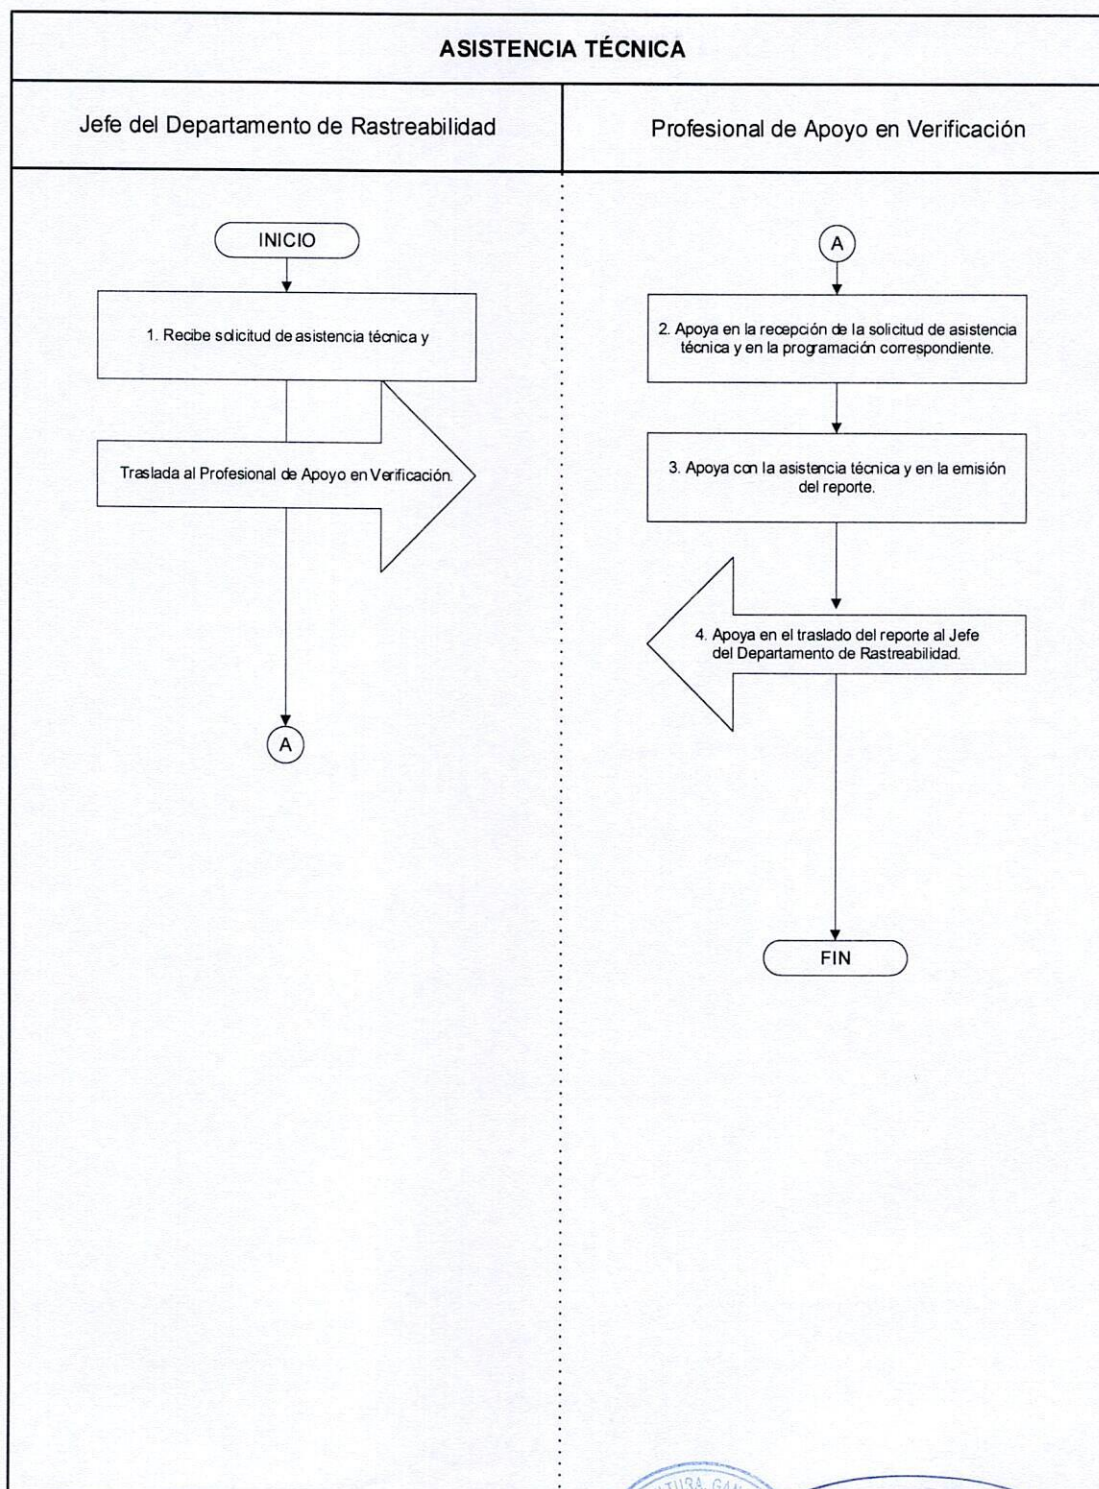 ASISTENCIA TÉCNICA
Jefe del Departamento de Rastreabilidad
Profesional de Apoyo en Verificación
INICIO
1. Recibe solicitud de asistencia técnica y
Traslada al Profesional de Apoyo en Verificación.
A
A
2. Apoya en la recepción de la solicitud de asistencia
técnica y en la programación correspondiente.
3. Apoya con la asistencia técnica y en la emisión
del reporte.
4. Apoya en el traslado del reporte al Jefe
del Departamento de Rastreabilidad.
FIN